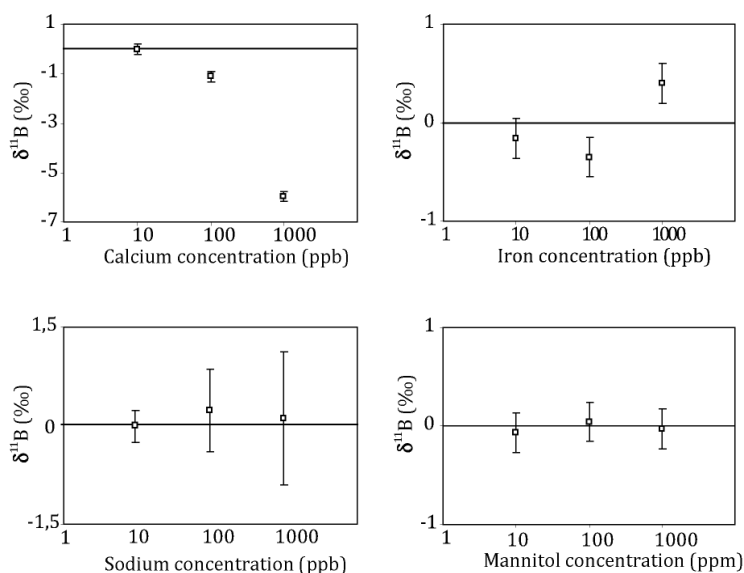 1
-1
-3
-5
-7
δ¹¹B (‰)
1 10 100 1000
Calcium concentration (ppb)
1
0
-1
δ¹¹B (‰)
1 10 100 1000
Iron concentration (ppb)
1,5
0
-1,5
δ¹¹B (‰)
1 10 100 1000
Sodium concentration (ppb)
1
0
-1
δ¹¹B (‰)
1 10 100 1000
Mannitol concentration (ppm)